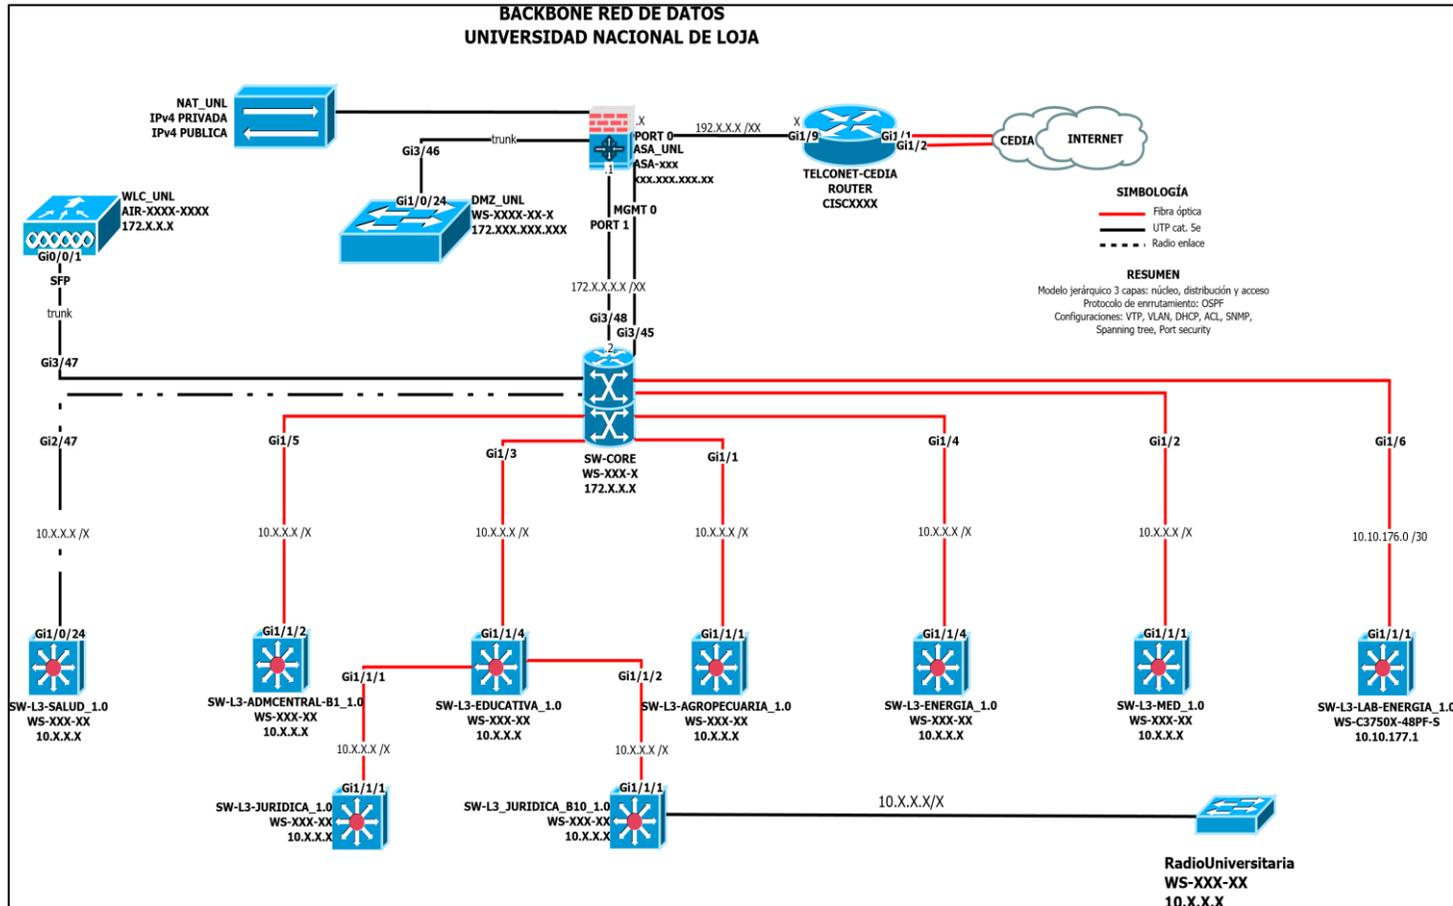 BACKBONE RED DE DATOS
UNIVERSIDAD NACIONAL DE LOJA
NAT_UNL
IPv4 PRIVADA
IPv4 PUBLICA
.X
PORT 0
ASA_UNL
ASA-xxx
xxx.xxx.xxx.xx
.1
MGMT 0
PORT 1
192.X.X.X /XX
X
Gi1/9
Gi1/1
Gi1/2
TELCONET-CEDIA
ROUTER
CISCXXXX
CEDIA
INTERNET
trunk
Gi3/46
Gi1/0/24
DMZ_UNL
WS-XXXX-XX-X
172.XXX.XXX.XXX
WLC_UNL
AIR-XXXX-XXXX
172.X.X.X
Gi0/0/1
SFP
trunk
Gi3/47
SIMBOLOGÍA
Fibra óptica
UTP cat. 5e
Radio enlace
RESUMEN
Modelo jerárquico 3 capas: núcleo, distribución y acceso
Protocolo de enrrutamiento: OSPF
Configuraciones: VTP, VLAN, DHCP, ACL, SNMP,
Spanning tree, Port security
172.X.X.X /XX
Gi3/48
Gi3/45
.2
SW-CORE
WS-XXX-X
172.X.X.X
Gi2/47
Gi1/5
Gi1/3
Gi1/1
Gi1/4
Gi1/2
Gi1/6
10.X.X.X /X
10.X.X.X /X
10.X.X.X /X
10.X.X.X /X
10.X.X.X /X
10.X.X.X /X
10.10.176.0 /30
Gi1/0/24
Gi1/1/2
Gi1/1/4
Gi1/1/1
Gi1/1/4
Gi1/1/1
Gi1/1/1
SW-L3-SALUD_1.0
WS-XXX-XX
10.X.X.X
SW-L3-ADMCENTRAL-B1_1.0
WS-XXX-XX
10.X.X.X
Gi1/1/1
SW-L3-EDUCATIVA_1.0
WS-XXX-XX
10.X.X.X
Gi1/1/2
SW-L3-AGROPECUARIA_1.0
WS-XXX-XX
10.X.X.X
SW-L3-ENERGIA_1.0
WS-XXX-XX
10.X.X.X
SW-L3-MED_1.0
WS-XXX-XX
10.X.X.X
SW-L3-LAB-ENERGIA_1.0
WS-C3750X-48PF-S
10.10.177.1
10.X.X.X /X
10.X.X.X /X
Gi1/1/1
Gi1/1/1
SW-L3-JURIDICA_1.0
WS-XXX-XX
10.X.X.X
SW-L3_JURIDICA_B10_1.0
WS-XXX-XX
10.X.X.X
10.X.X.X/X
RadioUniversitaria
WS-XXX-XX
10.X.X.X